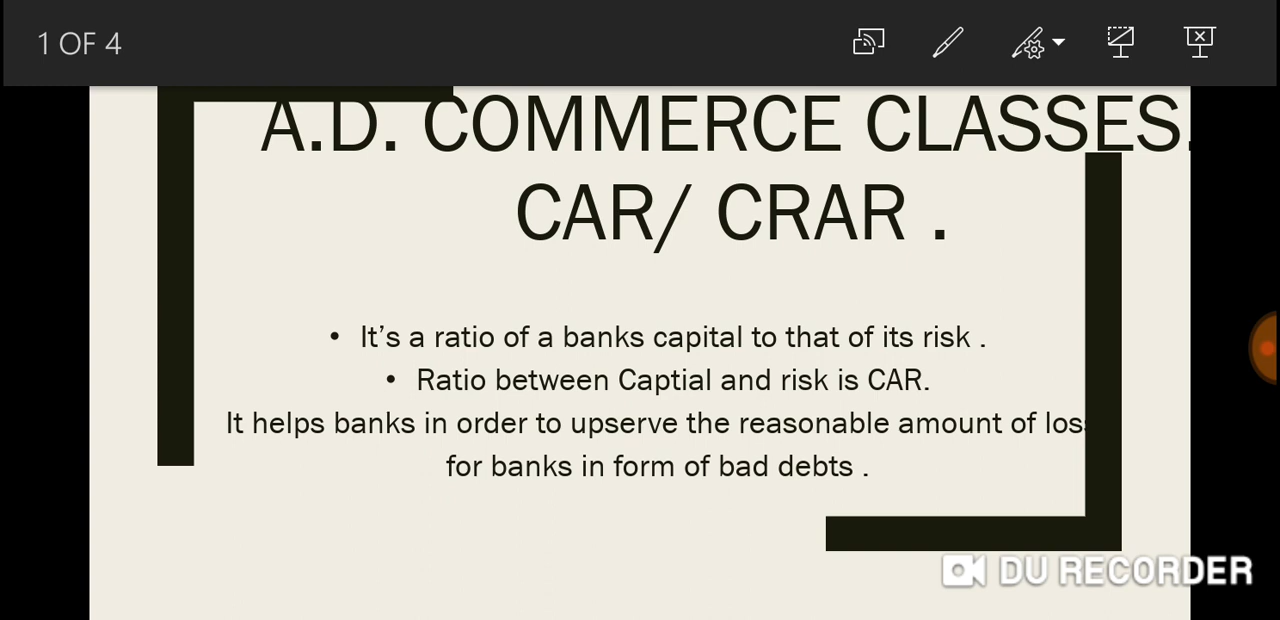 1 OF 4
A.D. COMMERCE CLASSES.
CAR/ CRAR .
• It’s a ratio of a banks capital to that of its risk .
• Ratio between Captial and risk is CAR.
It helps banks in order to upserve the reasonable amount of loss
for banks in form of bad debts .
DU RECORDER